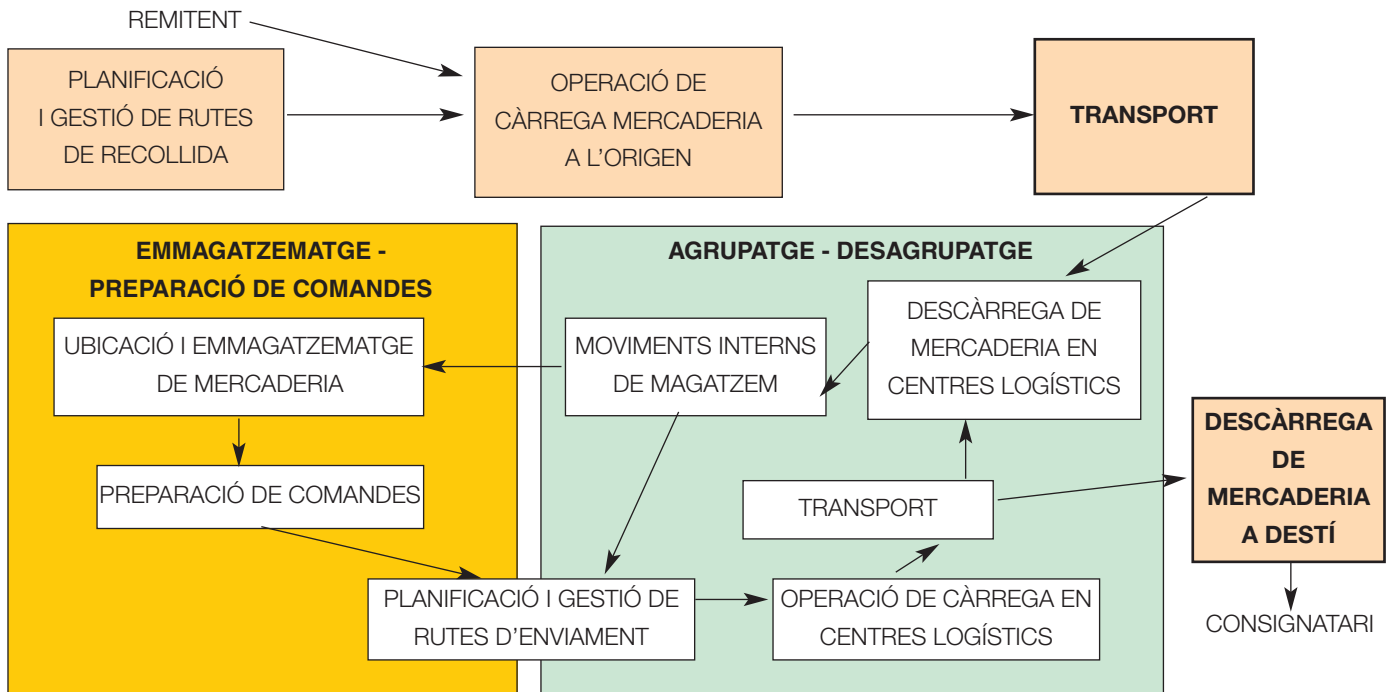 REMITENT
PLANIFICACIÓ
I GESTIÓ DE RUTES
DE RECOLLIDA
OPERACIÓ DE
CÀRREGA MERCADERIA
A L’ORIGEN
TRANSPORT
EMMAGATZEMATGE -
PREPARACIÓ DE COMANDES
UBICACIÓ I EMMAGATZEMATGE
DE MERCADERIA
PREPARACIÓ DE COMANDES
AGRUPATGE - DESAGRUPATGE
MOVIMENTS INTERNS
DE MAGATZEM
DESCÀRREGA DE
MERCADERIA EN
CENTRES LOGÍSTICS
TRANSPORT
PLANIFICACIÓ I GESTIÓ DE
RUTES D’ENVIAMENT
OPERACIÓ DE CÀRREGA EN
CENTRES LOGÍSTICS
DESCÀRREGA
DE
MERCADERIA
A DESTÍ
CONSIGNATARI